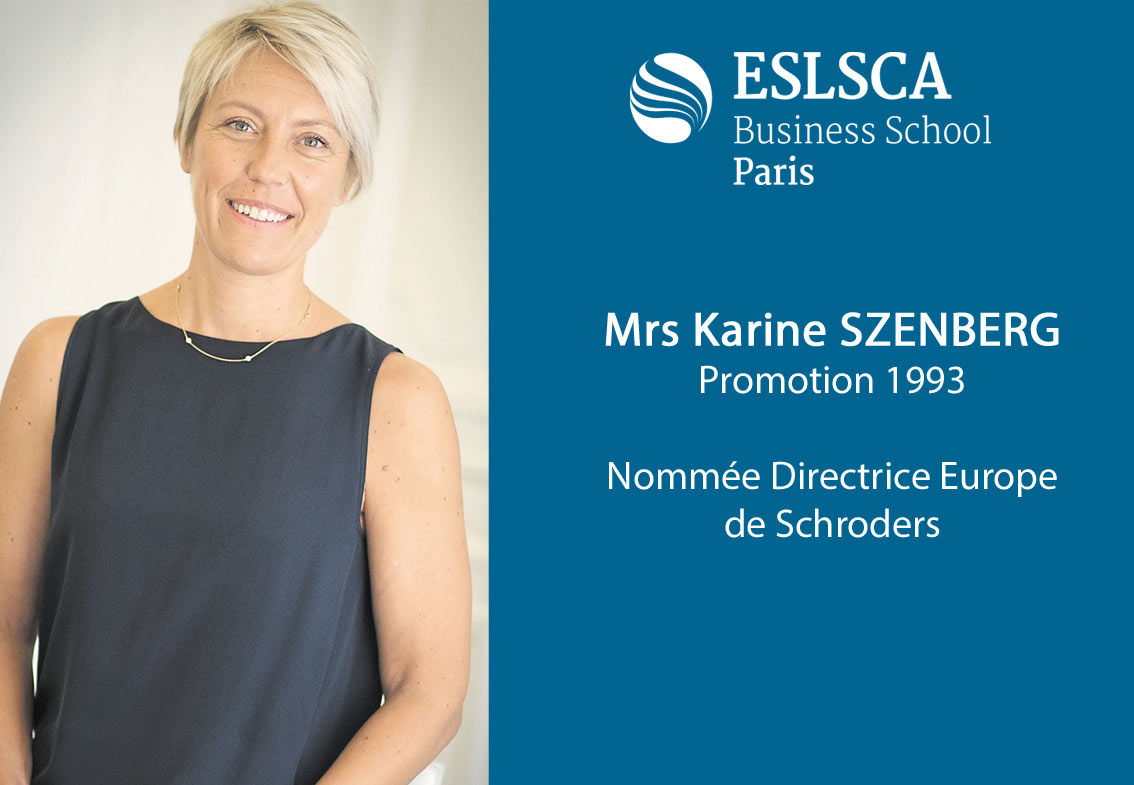 ESLSCA
Business School
Paris
Mrs Karine SZENBERG
Promotion 1993
Nommée Directrice Europe
de Schroders